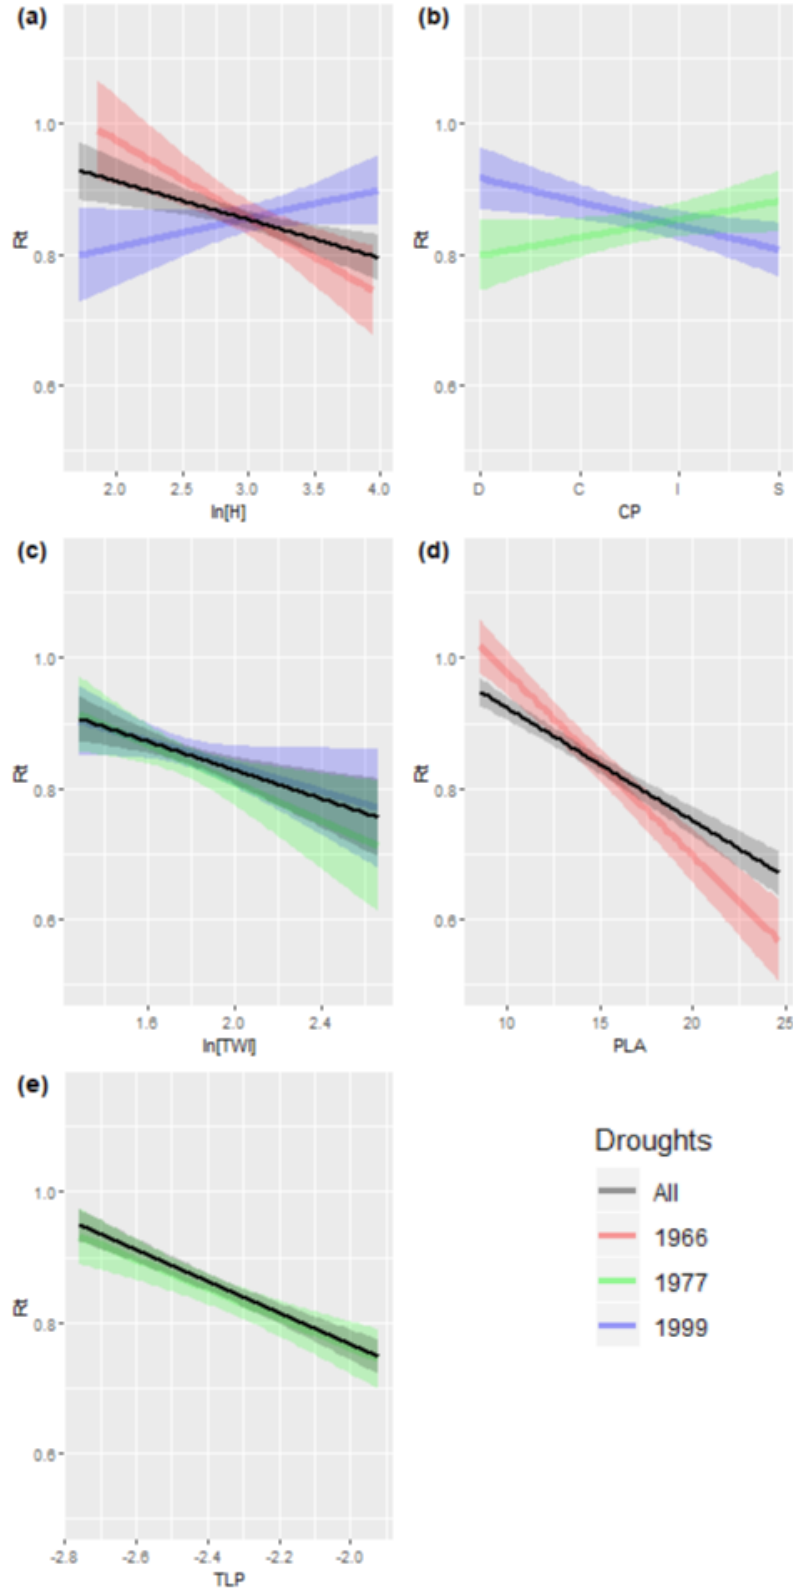 (a)
(b)
1.0
0.8
0.6
Rt
2.0 2.5 3.0 3.5 4.0
ln[H]
1.0
0.8
0.6
Rt
D C I S
CP
(c)
(d)
1.0
0.8
0.6
Rt
1.6 2.0 2.4
ln[TWI]
1.0
0.8
0.6
Rt
10 15 20 25
PLA
(e)
1.0
0.8
0.6
Rt
-2.8 -2.6 -2.4 -2.2 -2.0
TLP
Droughts
All
1966
1977
1999